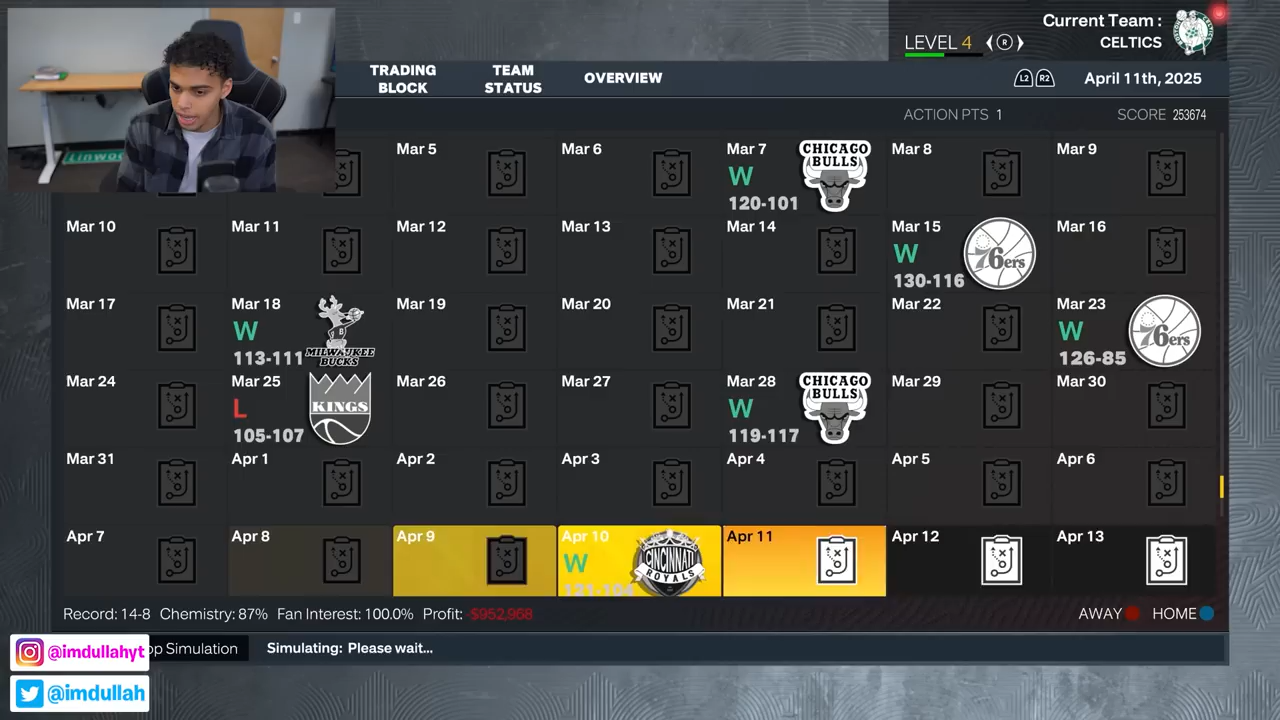 Current Team :
CELTICS
LEVEL 4
R
TRADING
BLOCK
TEAM
STATUS
OVERVIEW
L2 R2
April 11th, 2025
ACTION PTS 1
SCORE 253674
Mar 5
Mar 6
Mar 7
W
120-101
CHICAGO
BULLS
Mar 8
Mar 9
Mar 10
Mar 11
Mar 12
Mar 13
Mar 14
Mar 15
W
130-116
76ers
Mar 16
Mar 17
Mar 18
W
113-111
MILWAUKEE
BUCKS
Mar 19
Mar 20
Mar 21
Mar 22
Mar 23
W
126-85
76ers
Mar 24
Mar 25
L
105-107
KINGS
Mar 26
Mar 27
Mar 28
W
119-117
CHICAGO
BULLS
Mar 29
Mar 30
Mar 31
Apr 1
Apr 2
Apr 3
Apr 4
Apr 5
Apr 6
Apr 7
Apr 8
Apr 9
Apr 10
W
121-104
CINCINNATI
ROYALS
Apr 11
Apr 12
Apr 13
Record: 14-8 Chemistry: 87% Fan Interest: 100.0% Profit: -$952,968
AWAY HOME
Simulation
Simulating: Please wait...
@imdullahyt
@imdullah